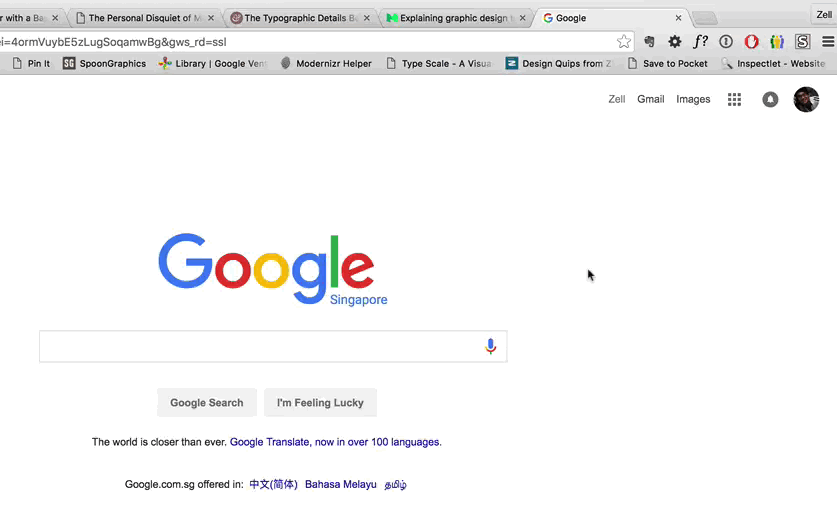 r with a Ba
The Personal Disquiet of M
The Typographic Details B
Explaining graphic design t
Google
Zell
ei=4ormVuybE5zLugSoqamwBg&gws_rd=ssl
f?
Pin It
SG SpoonGraphics
Library | Google Vent
Modernizr Helper
Type Scale - A Visua
Design Quips from Z
Save to Pocket
Inspectlet - Website
Zell Gmail Images
Google
Singapore
Google Search
I'm Feeling Lucky
The world is closer than ever. Google Translate, now in over 100 languages.
Google.com.sg offered in: 中文(简体) Bahasa Melayu தமிழ்